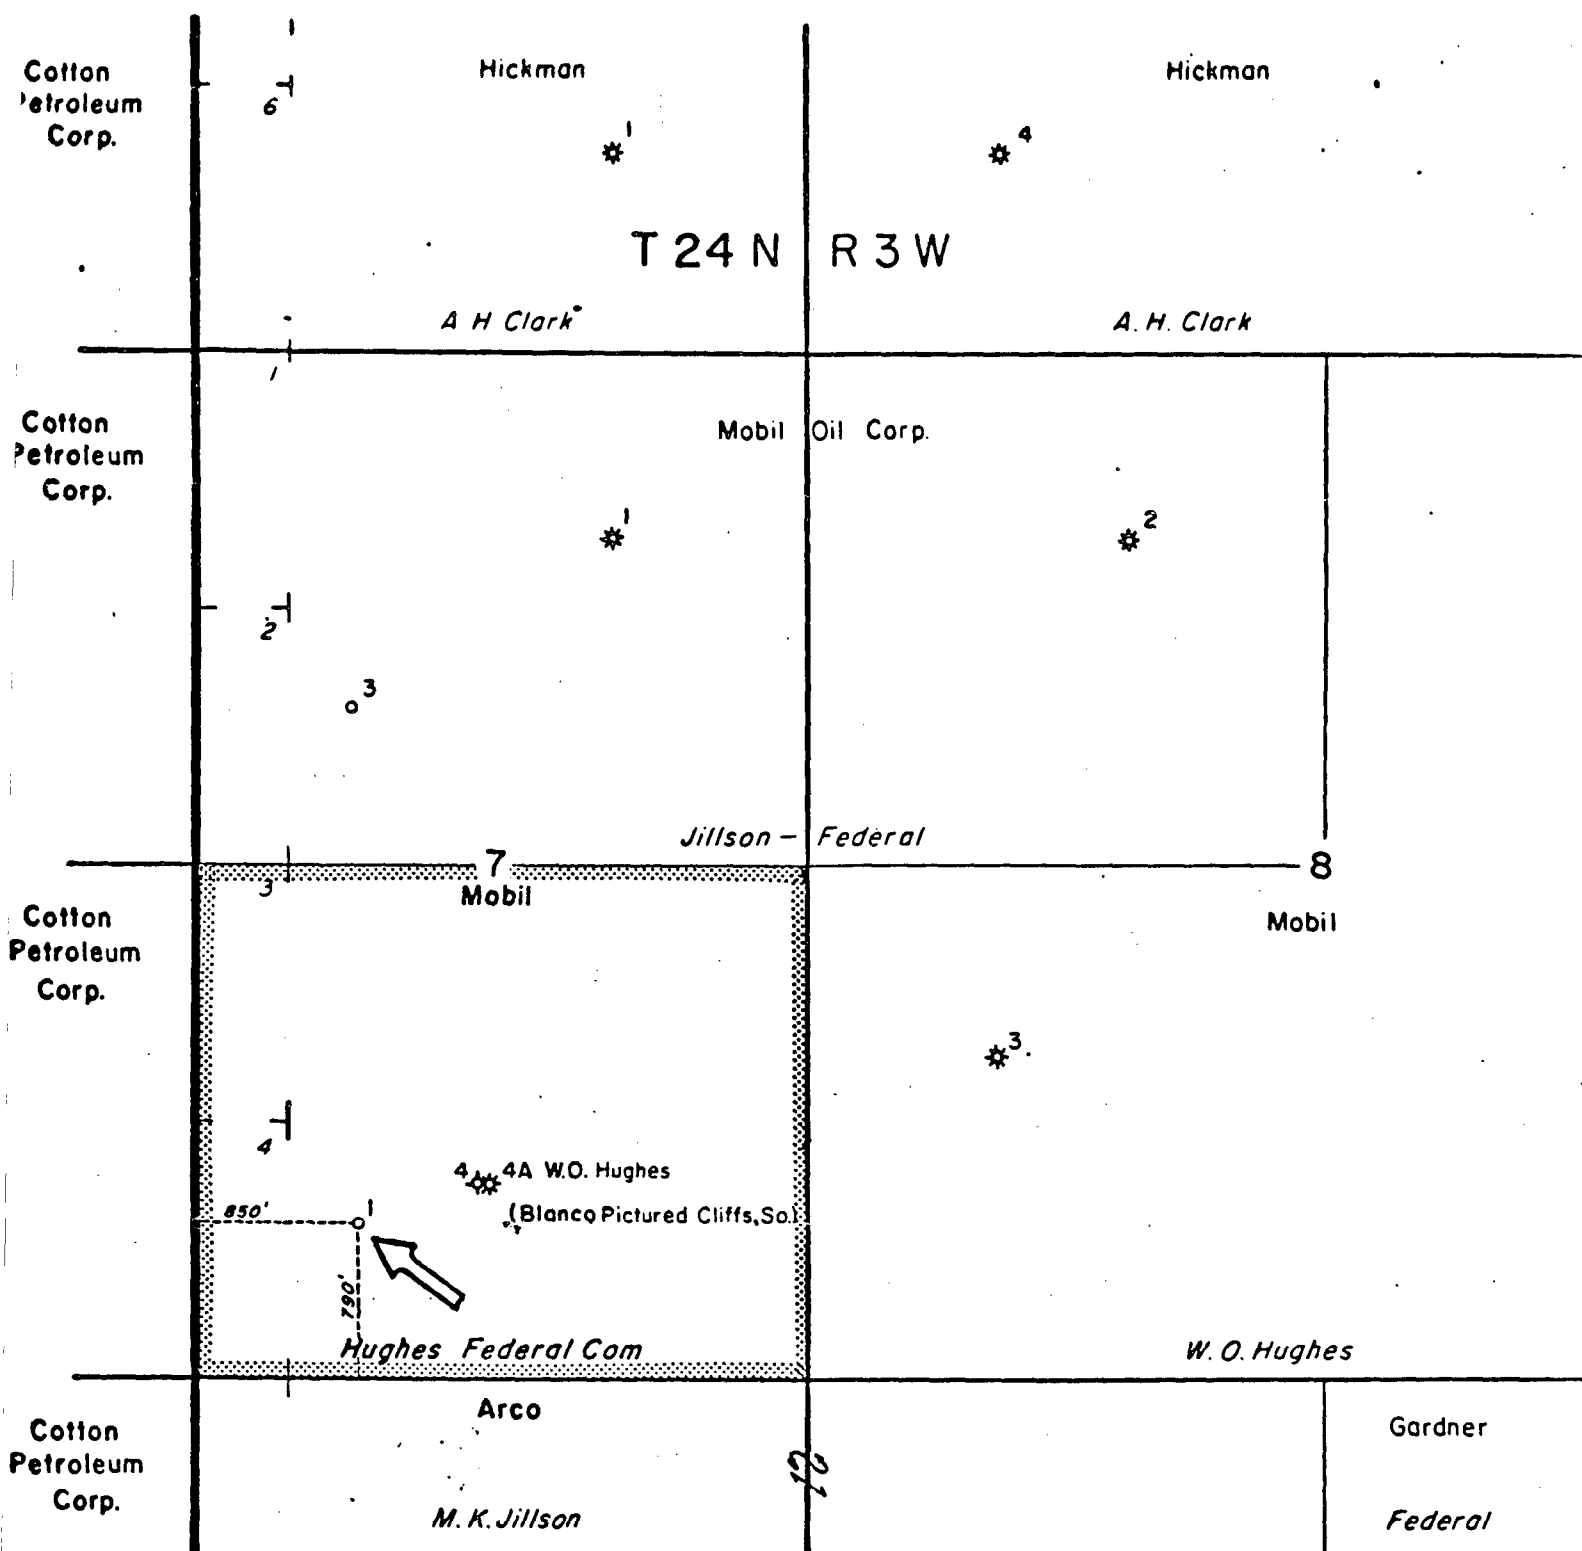 1
Cotton
Petroleum
Corp.
6
Hickman
Hickman
1
4
T 24 N R 3 W
A H Clark
A. H. Clark
1
Cotton
Petroleum
Corp.
Mobil Oil Corp.
1
2
2
3
Jillson – Federal
7
8
3
Mobil
Mobil
Cotton
Petroleum
Corp.
3
4
4 4A W.O. Hughes
(Blanco Pictured Cliffs, So.)
850'
1
790'
Hughes Federal Com
W. O. Hughes
Arco
Cotton
Petroleum
Corp.
Gardner
M. K. Jillson
Federal